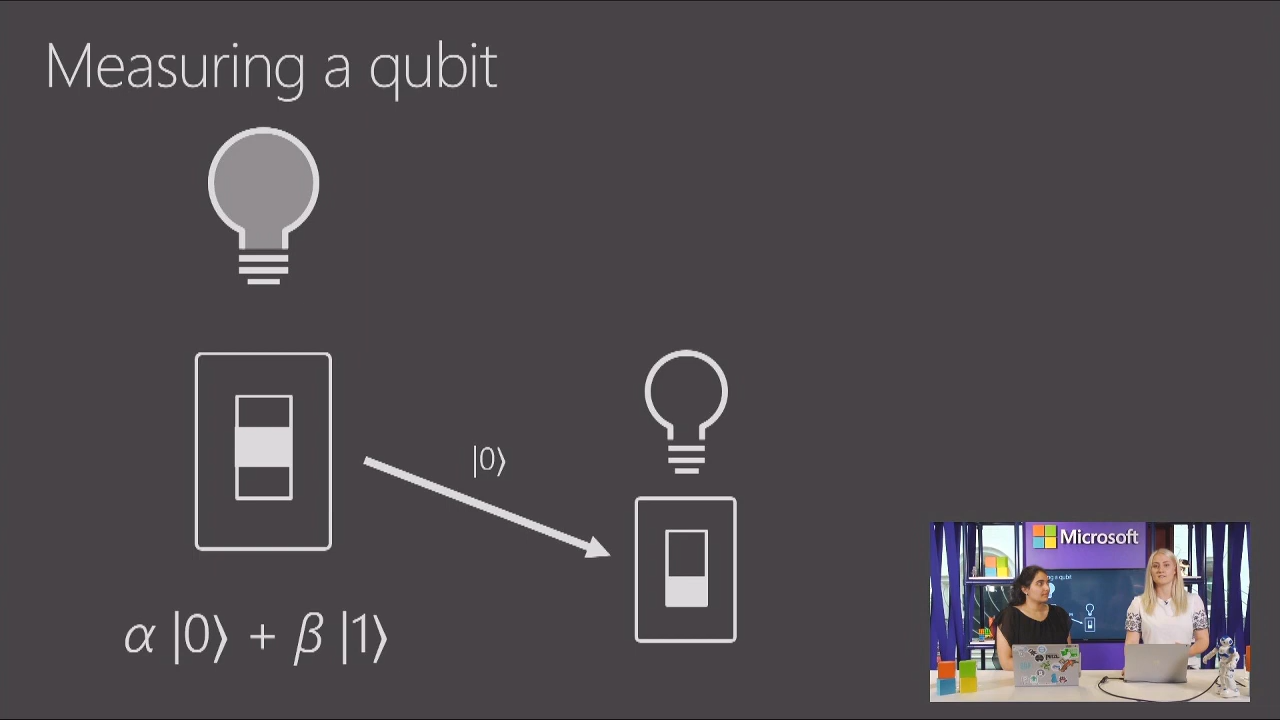 Measuring a qubit
|0⟩
α |0⟩ + β |1⟩
Microsoft